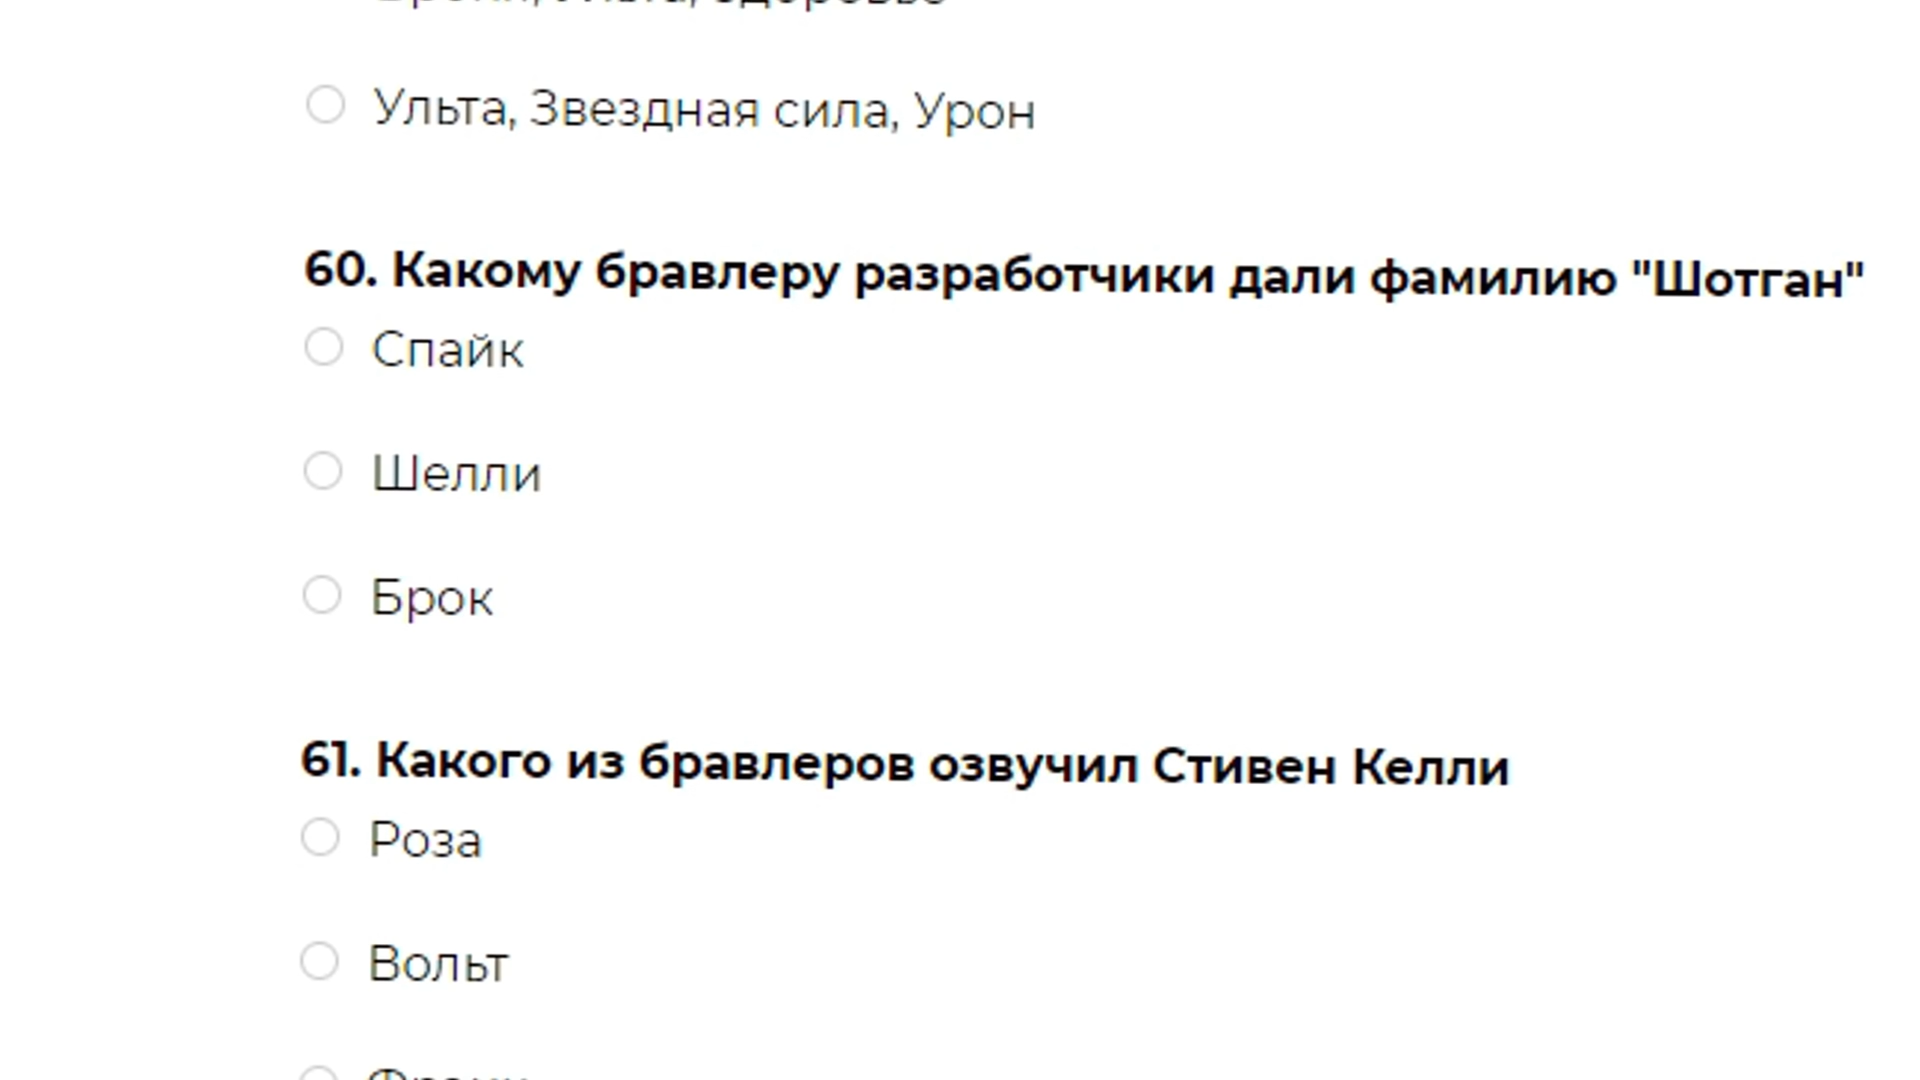 Ульта, Звездная сила, Урон
60. Какому бравлеру разработчики дали фамилию "Шотган"
Спайк
Шелли
Брок
61. Какого из бравлеров озвучил Стивен Келли
Роза
Вольт